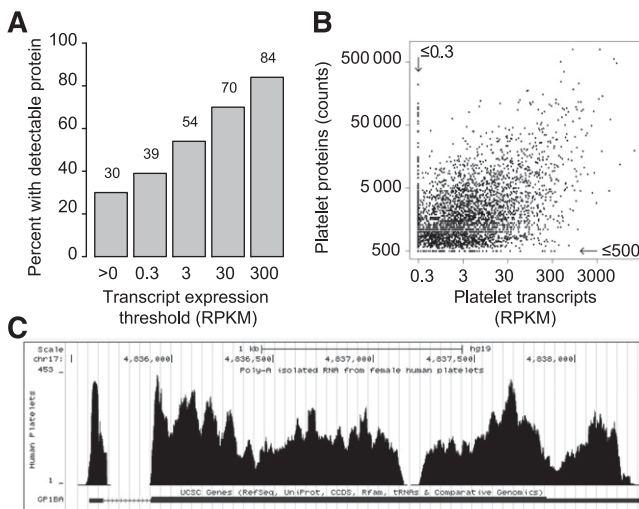 A
Percent with detectable protein
100
80
60
40
20
0
30
39
54
70
84
>0 0.3 3 30 300
Transcript expression
threshold (RPKM)
B
Platelet proteins (counts)
500 000
50 000
5 000
500
≤0.3
≤500
0.3 3 30 300 3000
Platelet transcripts
(RPKM)
C
Scale 1 kb hg19
chr17: 4,836,000 4,836,500 4,837,000 4,837,500 4,838,000
453 _ Poly-A isolated RNA from female human platelets
Human Platelets
1 _
UCSC Genes (RefSeq, UniProt, CCDS, Rfam, tRNAs & Comparative Genomics)
GP1BA